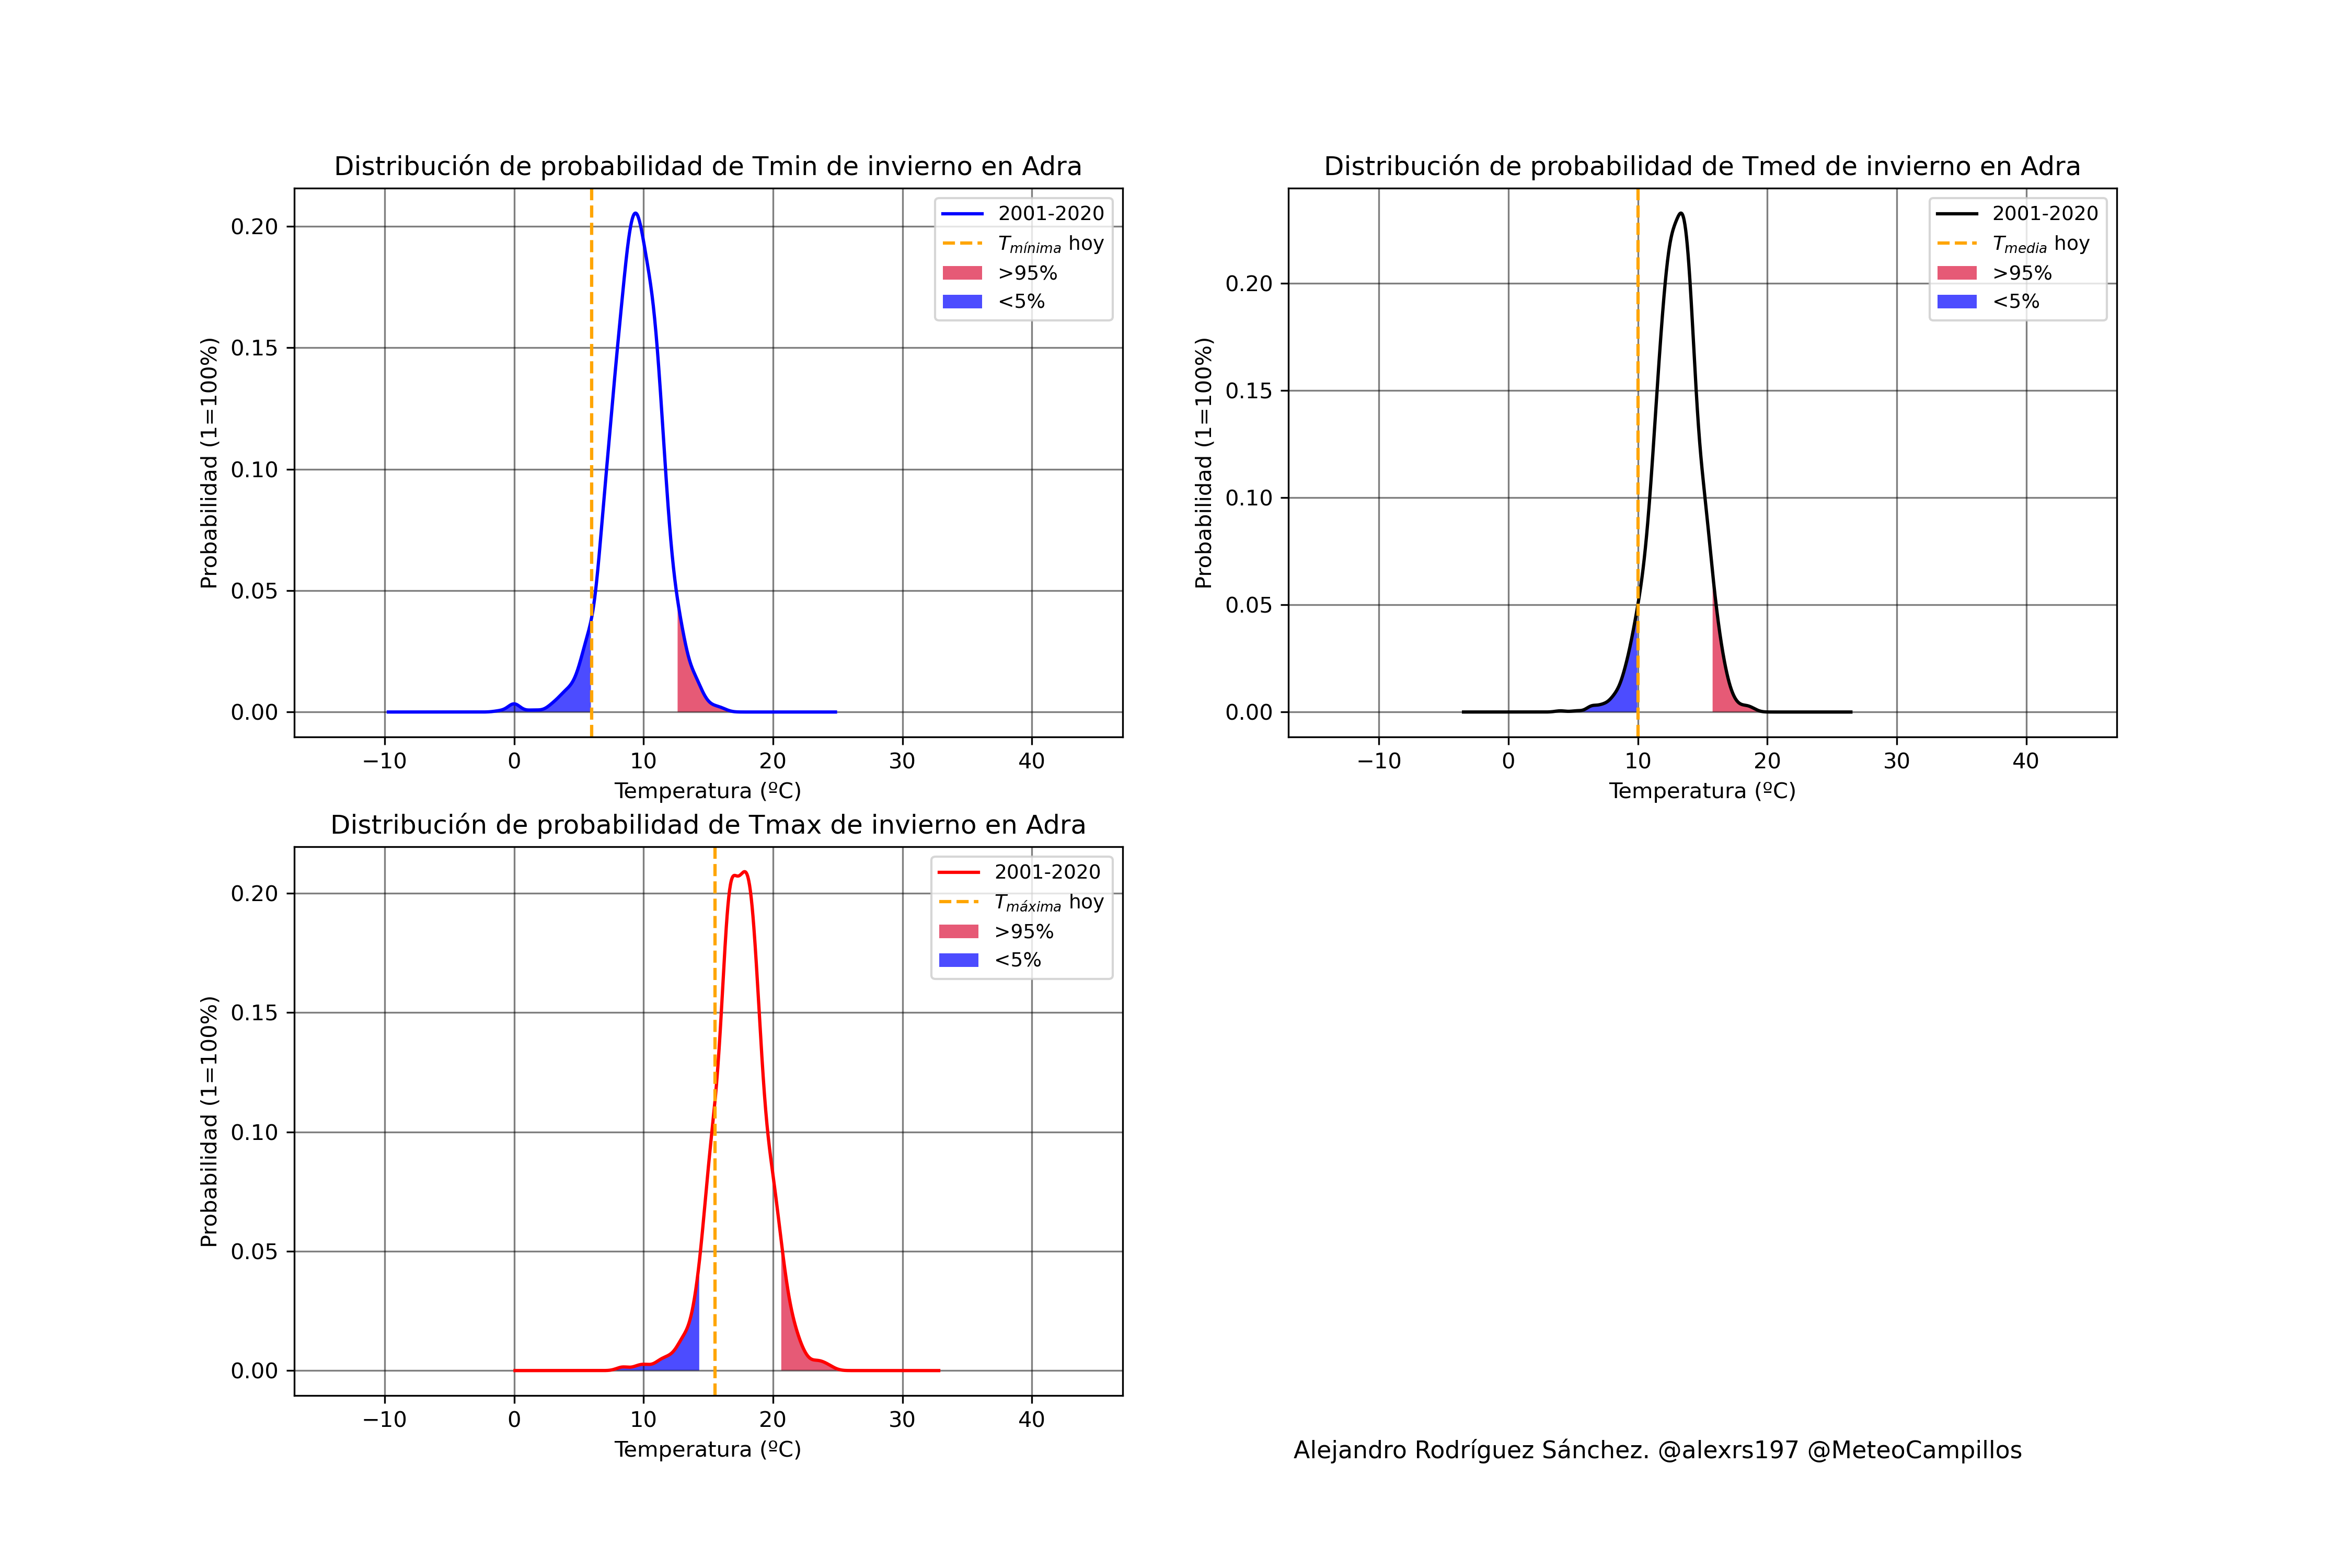 Distribución de probabilidad de Tmin de invierno en Adra
0.20
0.15
0.10
0.05
0.00
Probabilidad (1=100%)
2001-2020
Tmínima hoy
>95%
<5%
−10 0 10 20 30 40
Temperatura (ºC)
Distribución de probabilidad de Tmed de invierno en Adra
0.20
0.15
0.10
0.05
0.00
Probabilidad (1=100%)
2001-2020
Tmedia hoy
>95%
<5%
−10 0 10 20 30 40
Temperatura (ºC)
Distribución de probabilidad de Tmax de invierno en Adra
0.20
0.15
0.10
0.05
0.00
Probabilidad (1=100%)
2001-2020
Tmáxima hoy
>95%
<5%
−10 0 10 20 30 40
Temperatura (ºC)
Alejandro Rodríguez Sánchez. @alexrs197 @MeteoCampillos